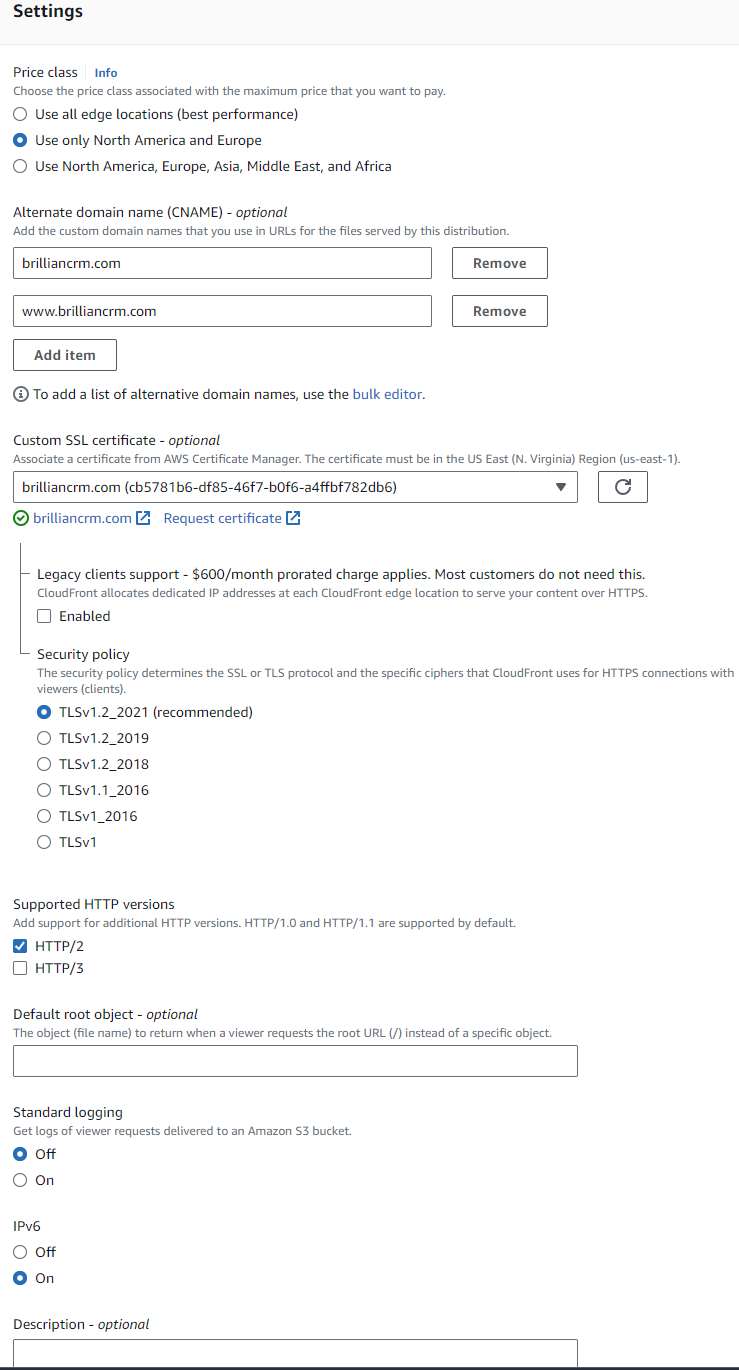 Settings
Price class Info
Choose the price class associated with the maximum price that you want to pay.
Use all edge locations (best performance)
Use only North America and Europe
Use North America, Europe, Asia, Middle East, and Africa
Alternate domain name (CNAME) - optional
Add the custom domain names that you use in URLs for the files served by this distribution.
brilliancrm.com Remove
www.brilliancrm.com Remove
Add item
To add a list of alternative domain names, use the bulk editor.
Custom SSL certificate - optional
Associate a certificate from AWS Certificate Manager. The certificate must be in the US East (N. Virginia) Region (us-east-1).
brilliancrm.com (cb5781b6-df85-46f7-b0f6-a4ffbf782db6)
brilliancrm.com Request certificate
Legacy clients support - $600/month prorated charge applies. Most customers do not need this.
CloudFront allocates dedicated IP addresses at each CloudFront edge location to serve your content over HTTPS.
Enabled
Security policy
The security policy determines the SSL or TLS protocol and the specific ciphers that CloudFront uses for HTTPS connections with
viewers (clients).
TLSv1.2_2021 (recommended)
TLSv1.2_2019
TLSv1.2_2018
TLSv1.1_2016
TLSv1_2016
TLSv1
Supported HTTP versions
Add support for additional HTTP versions. HTTP/1.0 and HTTP/1.1 are supported by default.
HTTP/2
HTTP/3
Default root object - optional
The object (file name) to return when a viewer requests the root URL (/) instead of a specific object.
Standard logging
Get logs of viewer requests delivered to an Amazon S3 bucket.
Off
On
IPv6
Off
On
Description - optional